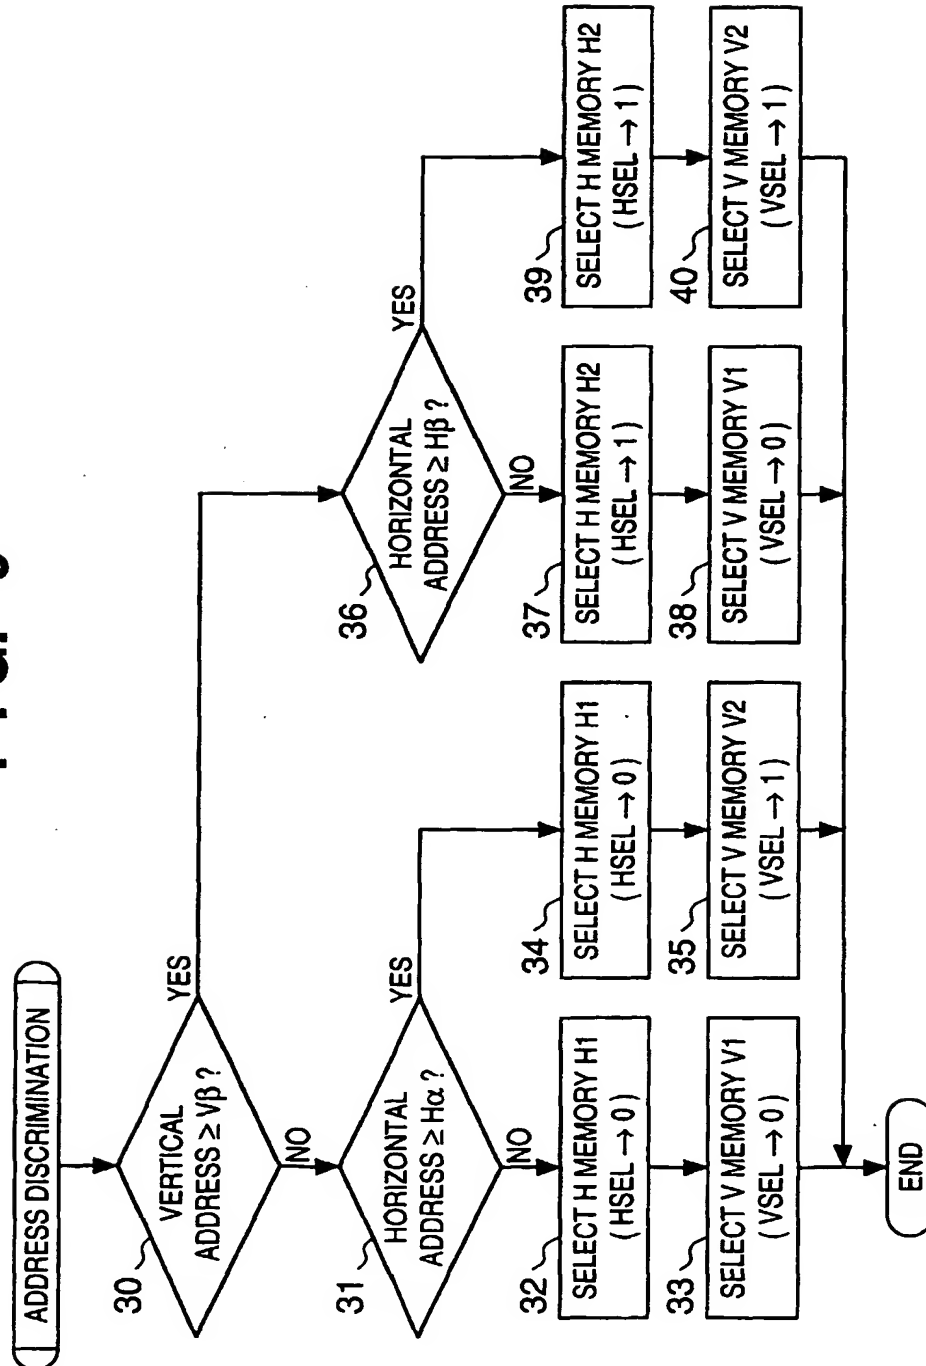 ADDRESS DISCRIMINATION
30
VERTICAL
ADDRESS ≥ Vβ ?
YES
NO
31
HORIZONTAL
ADDRESS ≥ Hα ?
YES
NO
36
HORIZONTAL
ADDRESS ≥ Hβ ?
YES
NO
32
SELECT H MEMORY H1
(HSEL → 0)
33
SELECT V MEMORY V1
(VSEL → 0)
34
SELECT H MEMORY H1
(HSEL → 0)
35
SELECT V MEMORY V2
(VSEL → 1)
37
SELECT H MEMORY H2
(HSEL → 1)
38
SELECT V MEMORY V1
(VSEL → 0)
39
SELECT H MEMORY H2
(HSEL → 1)
40
SELECT V MEMORY V2
(VSEL → 1)
END